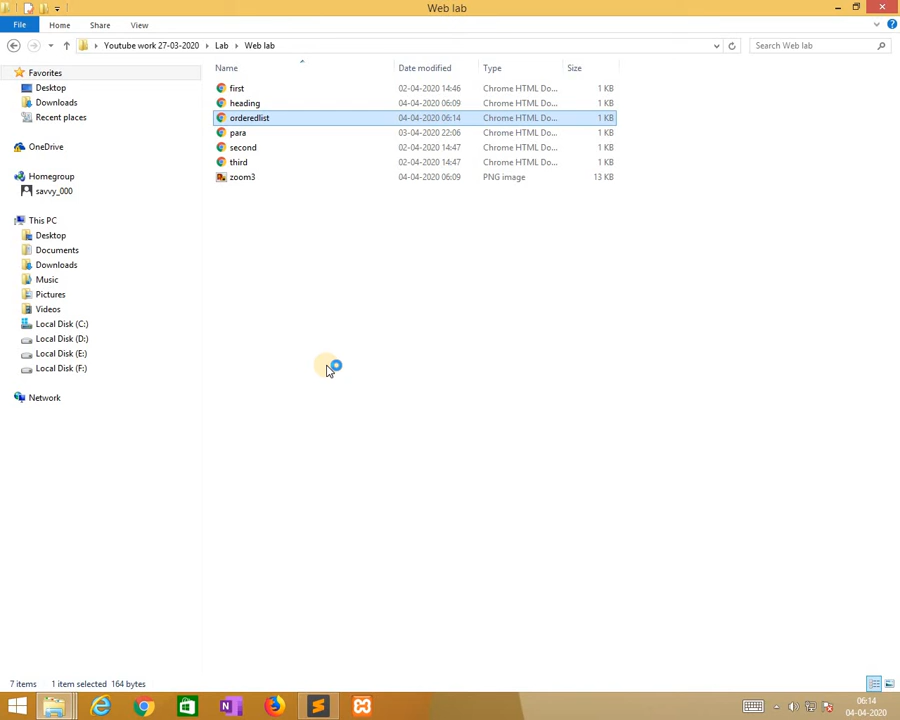 Web lab
File Home Share View
Youtube work 27-03-2020 Lab Web lab Search Web lab
Name Date modified Type Size
Favorites
Desktop
Downloads
Recent places
OneDrive
Homegroup
savvy_000
This PC
Desktop
Documents
Downloads
Music
Pictures
Videos
Local Disk (C:)
Local Disk (D:)
Local Disk (E:)
Local Disk (F:)
Network
first 02-04-2020 14:46 Chrome HTML Do... 1 KB
heading 04-04-2020 06:09 Chrome HTML Do... 1 KB
orderedlist 04-04-2020 06:14 Chrome HTML Do... 1 KB
para 03-04-2020 22:06 Chrome HTML Do... 1 KB
second 02-04-2020 14:47 Chrome HTML Do... 1 KB
third 02-04-2020 14:47 Chrome HTML Do... 1 KB
zoom3 04-04-2020 06:09 PNG image 13 KB
7 items 1 item selected 164 bytes
06:14
04-04-2020